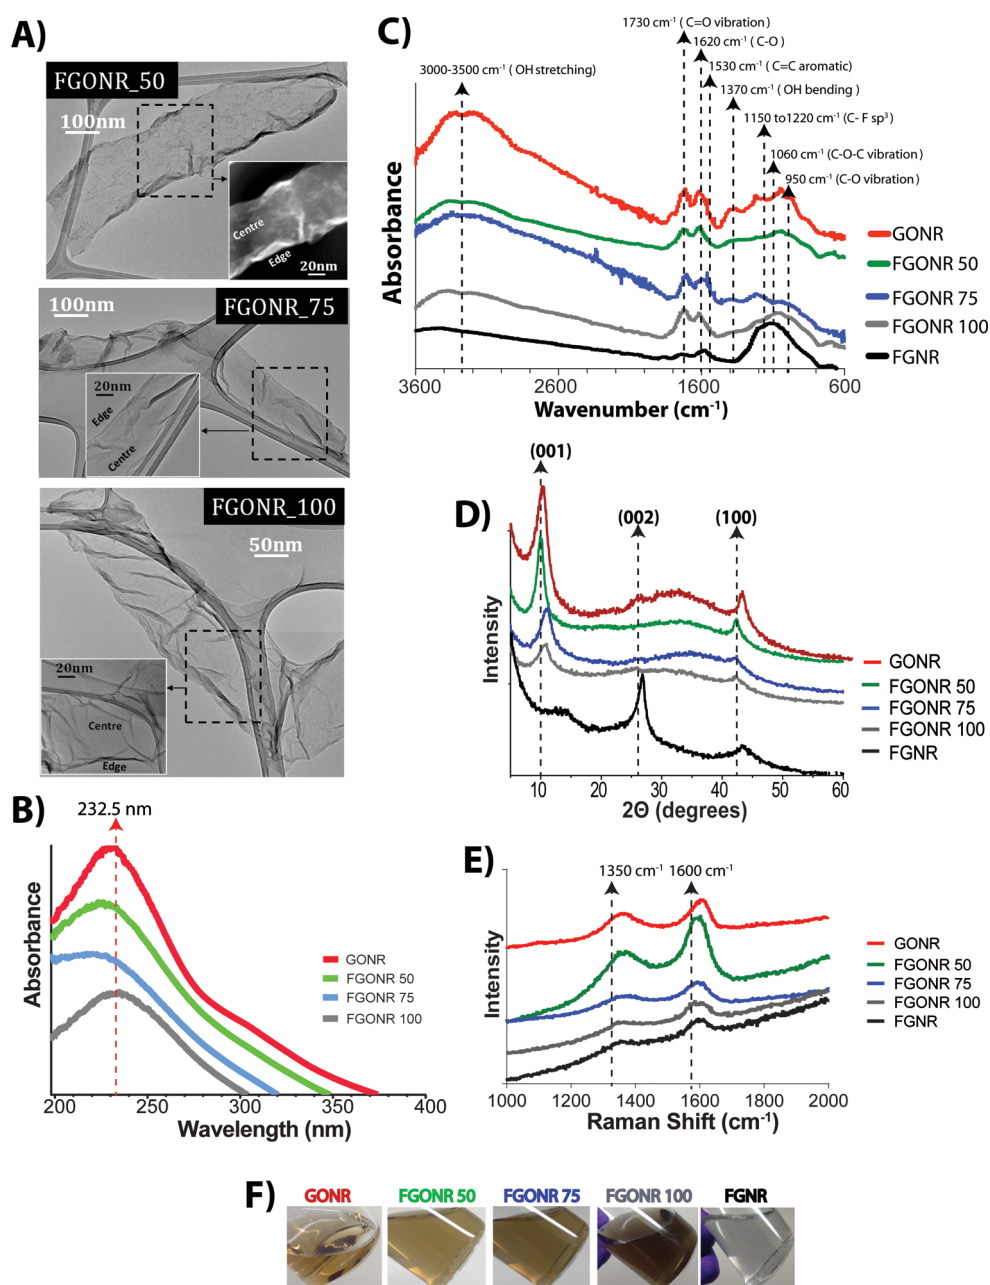 A)
FGONR_50
100nm
Centre
Edge
20nm
100nm
FGONR_75
20nm
Edge
Centre
FGONR_100
50nm
20nm
Centre
Edge
B)
232.5 nm
Absorbance
GONR
FGONR 50
FGONR 75
FGONR 100
200 250 300 350 400
Wavelength (nm)
C)
1730 cm⁻¹ ( C=O vibration)
1620 cm⁻¹ ( C-O )
1530 cm⁻¹ ( C=C aromatic)
3000-3500 cm⁻¹ ( OH stretching)
1370 cm⁻¹ ( OH bending)
1150 to1220 cm⁻¹ (C- F sp³)
1060 cm⁻¹ (C-O-C vibration)
950 cm⁻¹ (C-O vibration)
Absorbance
GONR
FGONR 50
FGONR 75
FGONR 100
FGNR
3600 2600 1600 600
Wavenumber (cm⁻¹)
D)
(001)
(002)
(100)
Intensity
GONR
FGONR 50
FGONR 75
FGONR 100
FGNR
10 20 30 40 50 60
2Θ (degrees)
E)
1350 cm⁻¹ 1600 cm⁻¹
Intensity
GONR
FGONR 50
FGONR 75
FGONR 100
FGNR
1000 1200 1400 1600 1800 2000
Raman Shift (cm⁻¹)
F)
GONR FGONR 50 FGONR 75 FGONR 100 FGNR